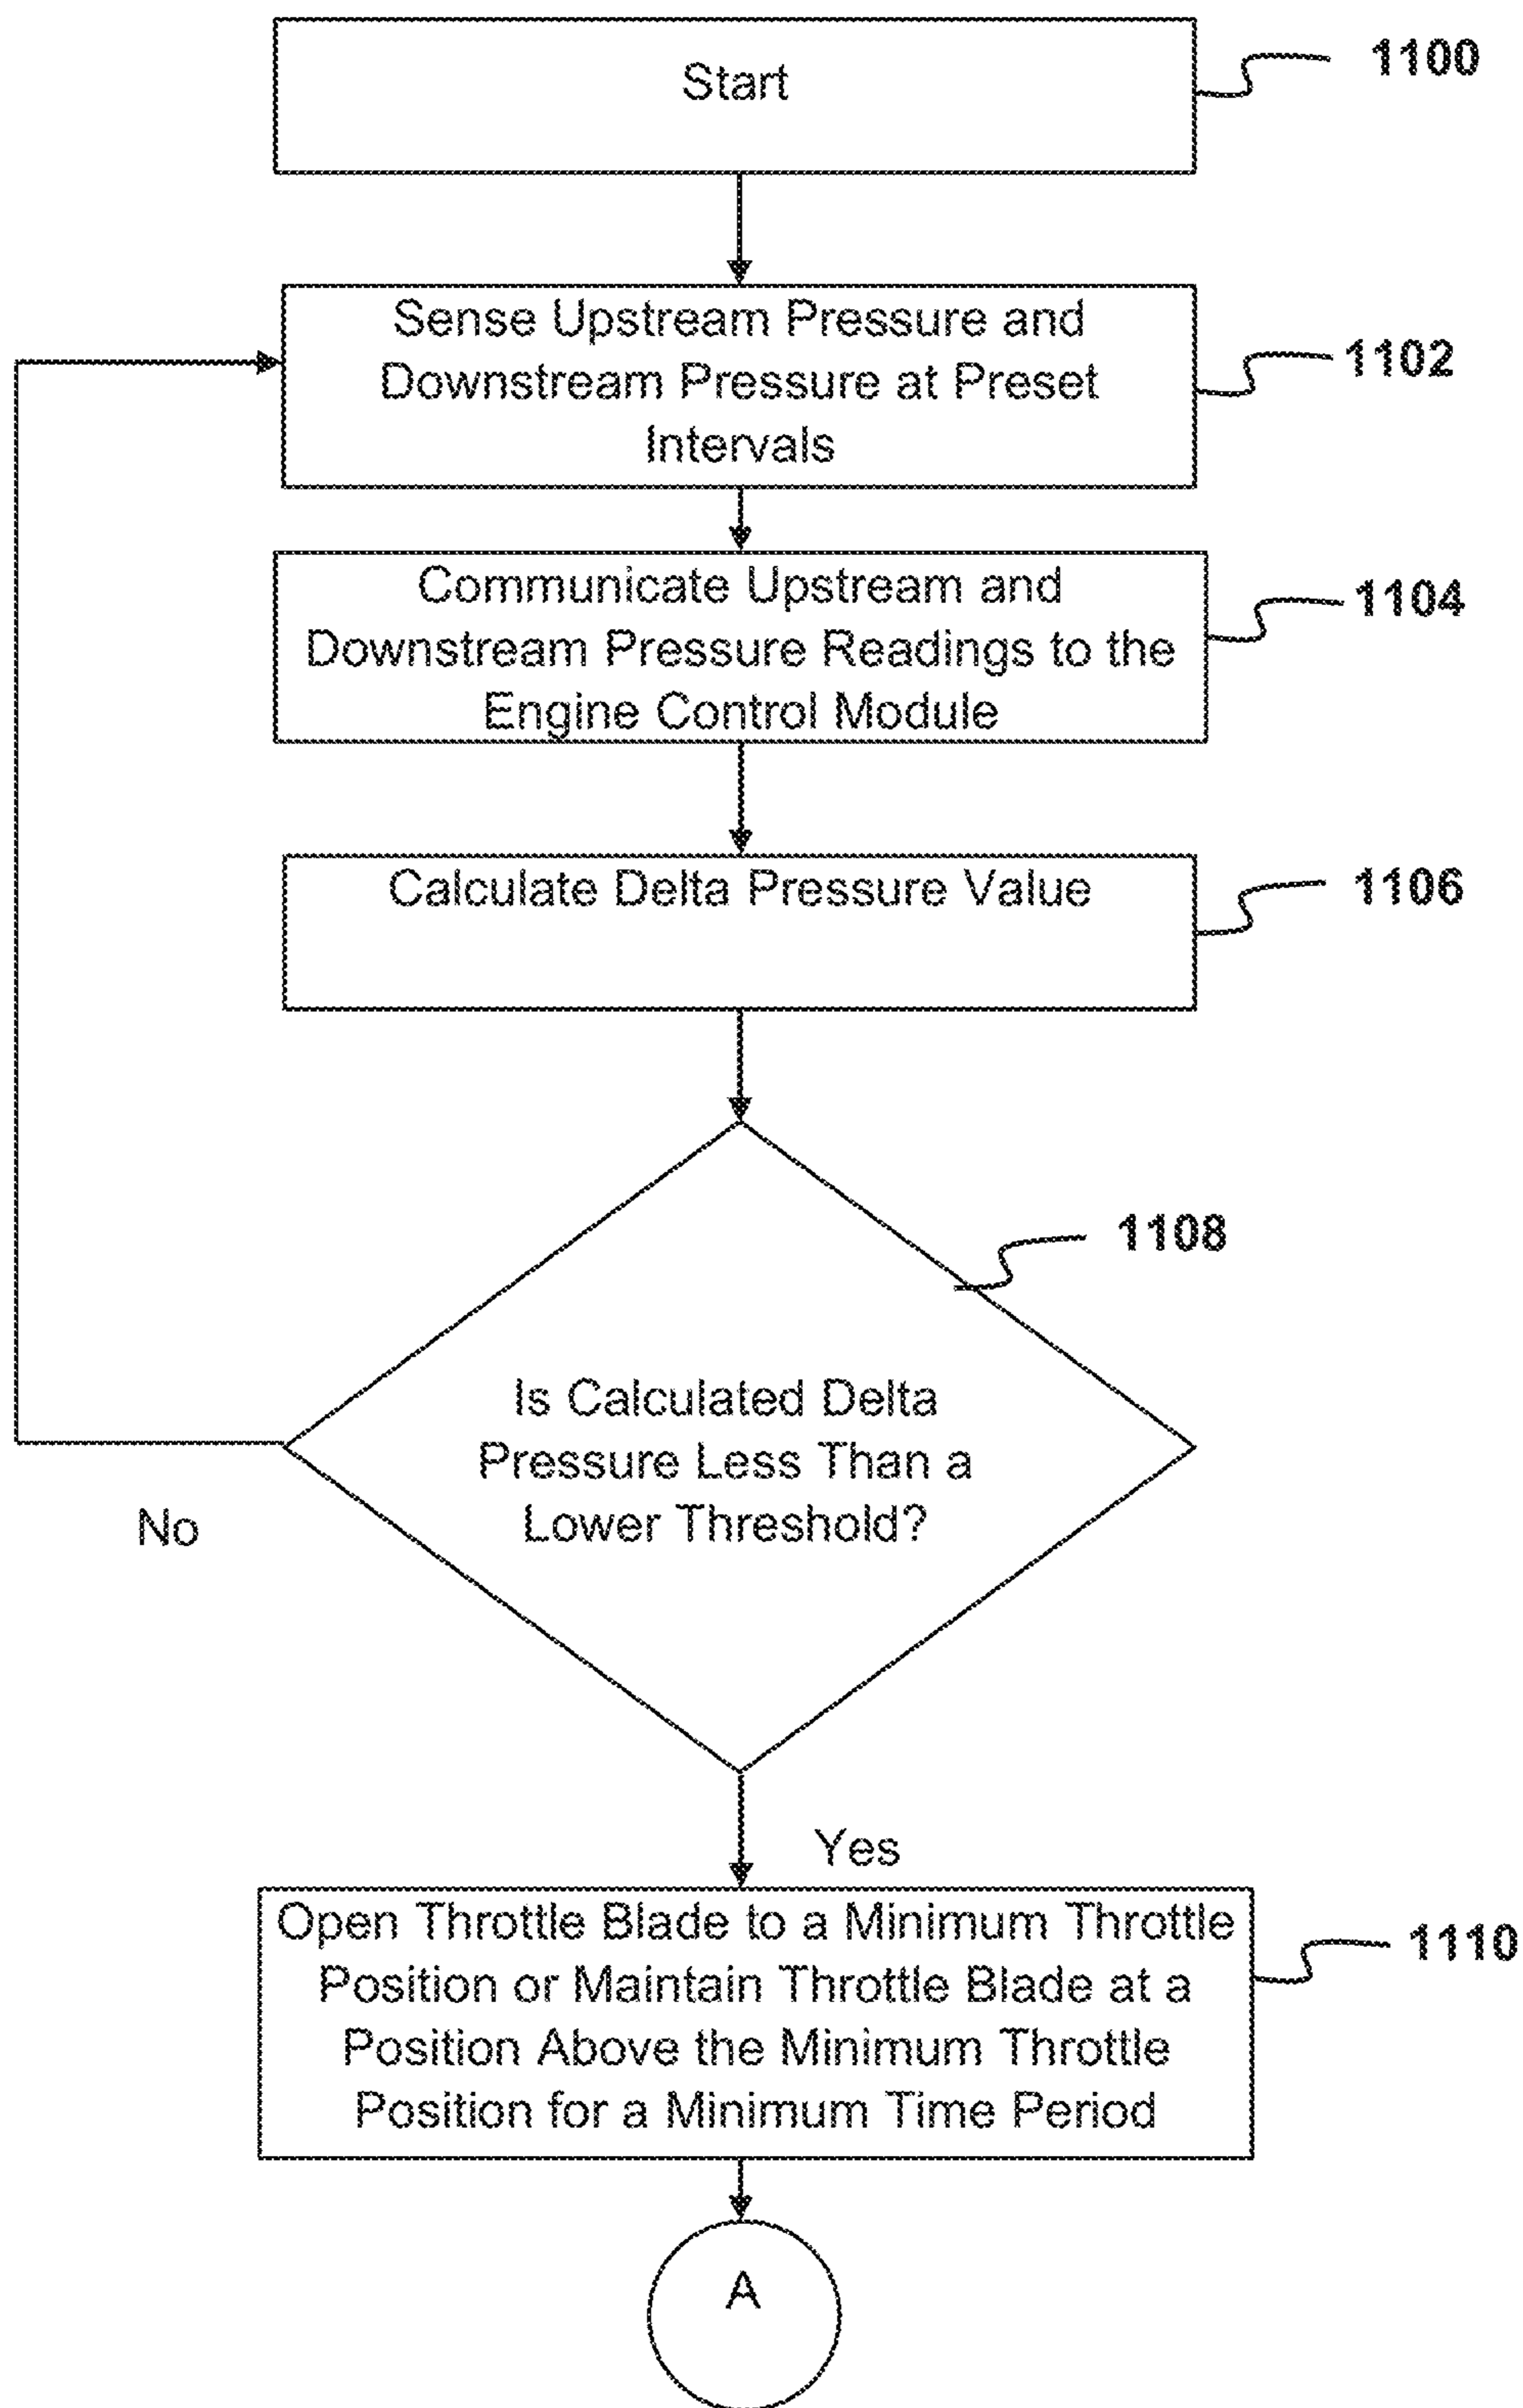 Start
1100
Sense Upstream Pressure and
Downstream Pressure at Preset
Intervals
1102
Communicate Upstream and
Downstream Pressure Readings to the
Engine Control Module
1104
Calculate Delta Pressure Value
1106
1108
Is Calculated Delta
Pressure Less Than a
Lower Threshold?
No
Yes
Open Throttle Blade to a Minimum Throttle
Position or Maintain Throttle Blade at a
Position Above the Minimum Throttle
Position for a Minimum Time Period
1110
A